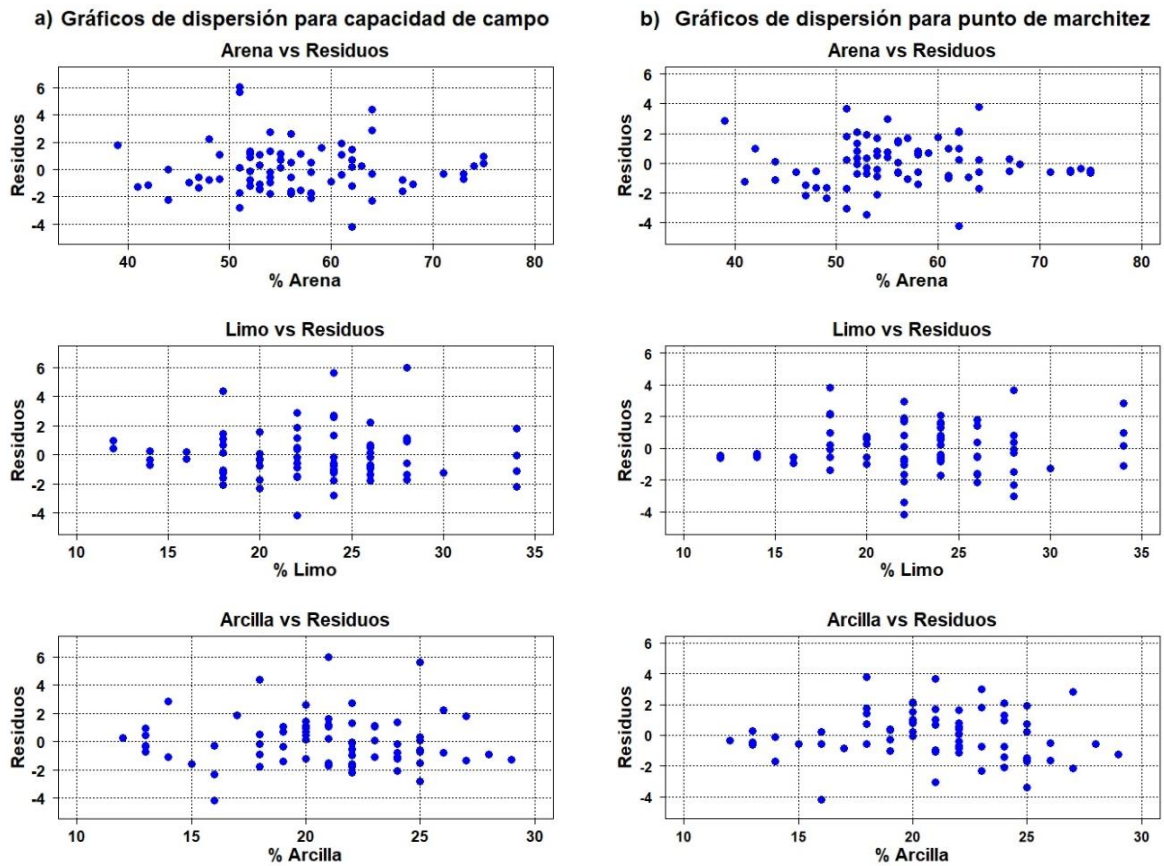 a) Gráficos de dispersión para capacidad de campo
Arena vs Residuos
Residuos
6
4
2
0
-2
-4
40 50 60 70 80
% Arena
Limo vs Residuos
Residuos
6
4
2
0
-2
-4
10 15 20 25 30 35
% Limo
Arcilla vs Residuos
Residuos
6
4
2
0
-2
-4
10 15 20 25 30
% Arcilla
b) Gráficos de dispersión para punto de marchitez
Arena vs Residuos
Residuos
6
4
2
0
-2
-4
40 50 60 70 80
% Arena
Limo vs Residuos
Residuos
6
4
2
0
-2
-4
10 15 20 25 30 35
% Limo
Arcilla vs Residuos
Residuos
6
4
2
0
-2
-4
10 15 20 25 30
% Arcilla